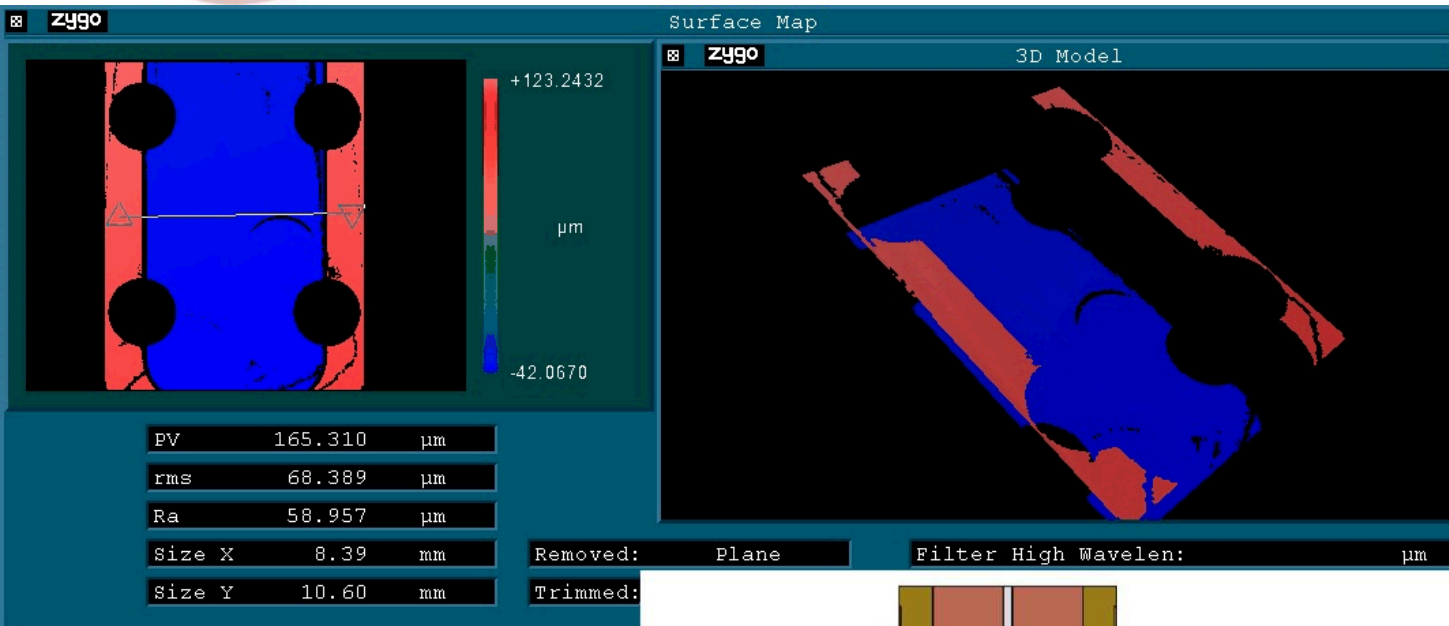 zygo Surface Map
zygo 3D Model
+123.2432
µm
-42.0670
PV 165.310 µm
rms 68.389 µm
Ra 58.957 µm
Size X 8.39 mm
Size Y 10.60 mm
Removed: Plane
Trimmed:
Filter High Wavelen: µm